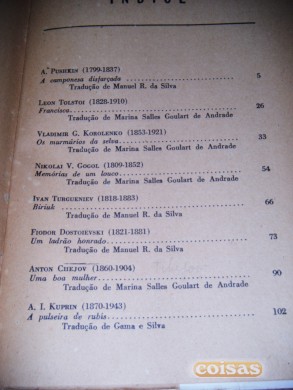 ÍNDICE
A. PUSHKIN (1799-1837)
A camponesa disfarçada 5
Tradução de Manuel R. da Silva
LEON TOLSTOI (1828-1910)
Francisca 26
Tradução de Marina Salles Goulart de Andrade
VLADIMIR G. KOROLENKO (1853-1921)
Os murmúrios da selva 33
Tradução de Marina Salles Goulart de Andrade
NIKOLAI V. GOGOL (1809-1852)
Memórias de um louco 54
Tradução de Marina Salles Goulart de Andrade
IVAN TURGUENIEV (1818-1883)
Biriuk 66
Tradução de Manuel R. da Silva
FIODOR DOSTOIEVSKI (1821-1881)
Um ladrão honrado 73
Tradução de Manuel R. da Silva
ANTON CHEJOV (1860-1904)
Uma boa mulher 90
Tradução de Marina Salles Goulart de Andrade
A. I. KUPRIN (1870-1943)
A pulseira de rubis 102
Tradução de Gama e Silva
coisas